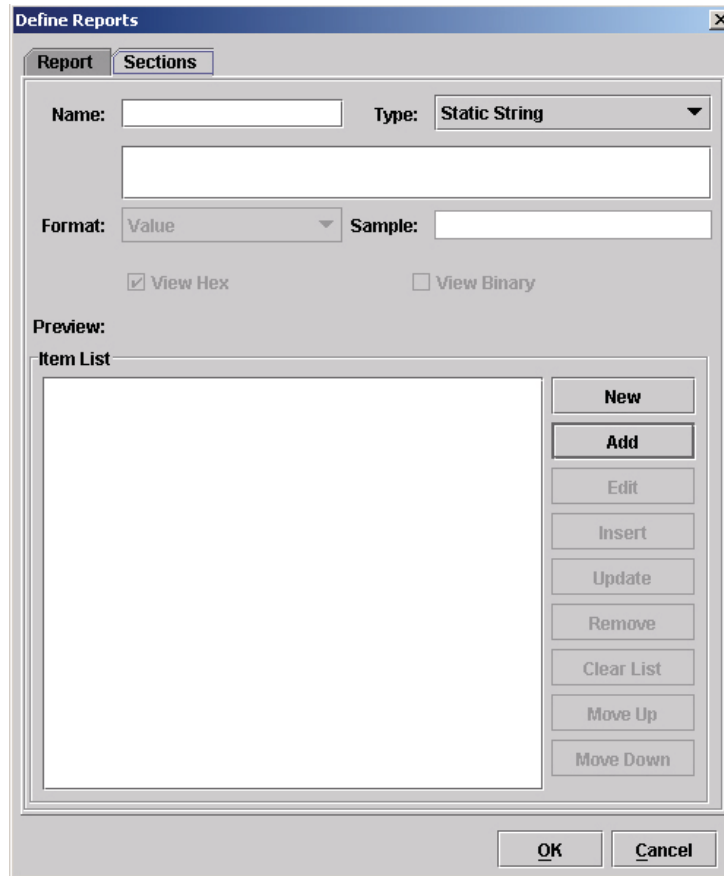 Define Reports
Report Sections
Name: Type: Static String
Format: Value Sample:
View Hex View Binary
Preview:
Item List
New
Add
Edit
Insert
Update
Remove
Clear List
Move Up
Move Down
OK Cancel